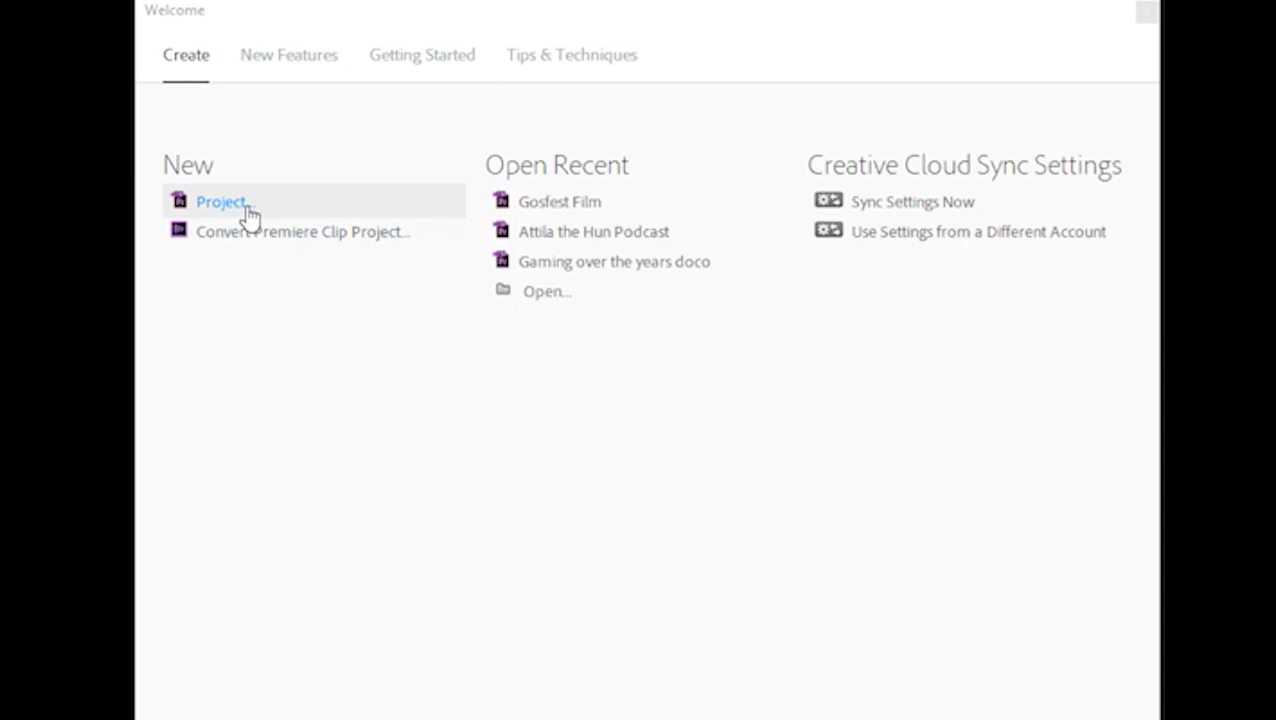 Welcome
Create New Features Getting Started Tips & Techniques
New
Project...
Convert Premiere Clip Project...
Open Recent
Gosfest Film
Attila the Hun Podcast
Gaming over the years doco
Open...
Creative Cloud Sync Settings
Sync Settings Now
Use Settings from a Different Account